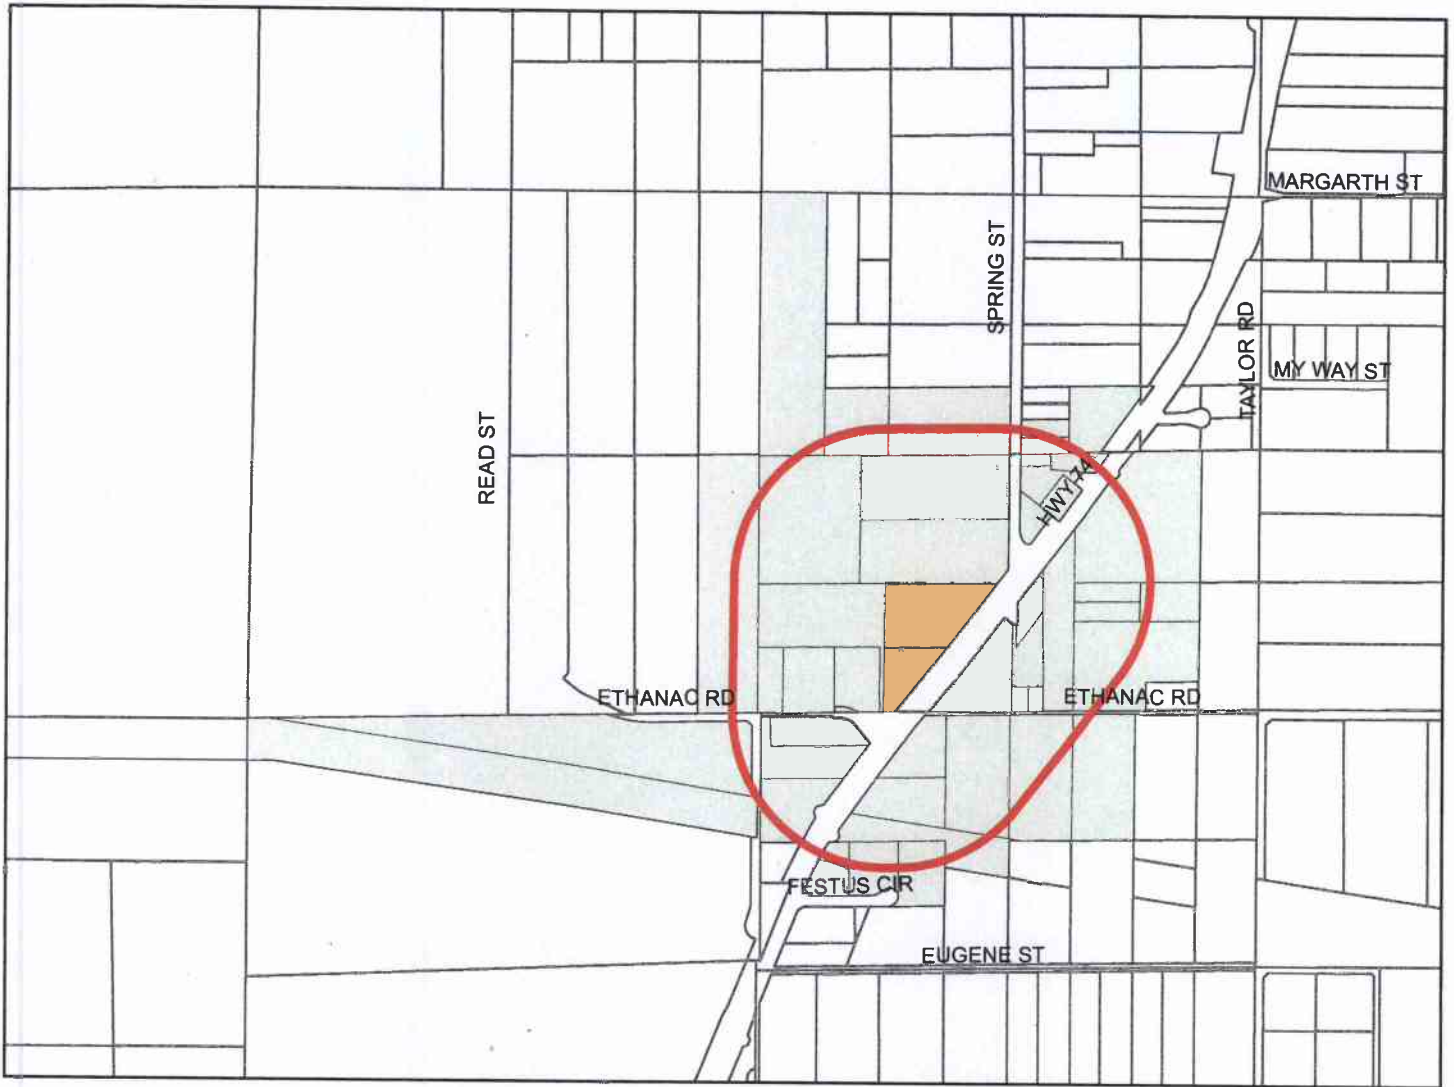 MARGARTH ST
SPRING ST
TAYLOR RD
MY WAY ST
READ ST
HWY 74
ETHANAC RD
ETHANAC RD
FESTUS CIR
EUGENE ST